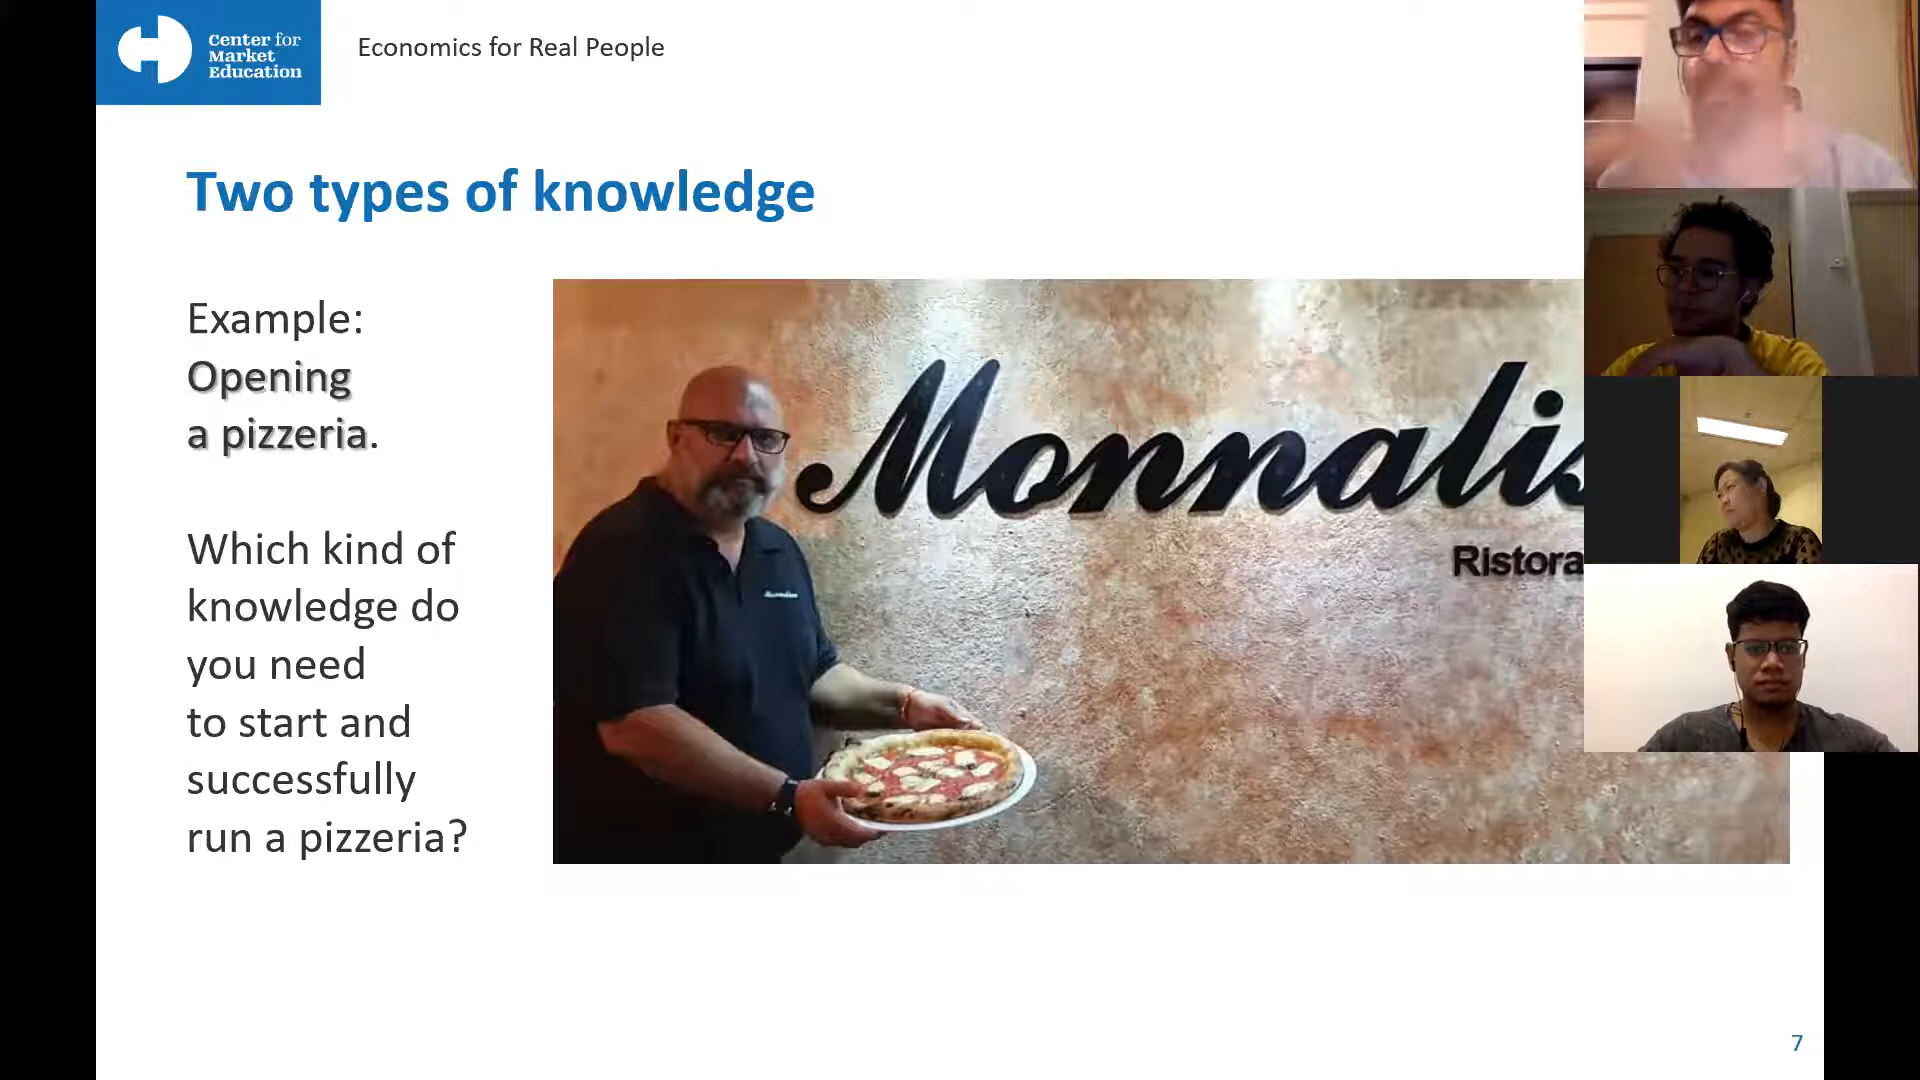 Center for
Market
Education
Economics for Real People
Two types of knowledge
Example:
Opening
a pizzeria.
Which kind of
knowledge do
you need
to start and
successfully
run a pizzeria?
Monnalis
Ristora
7